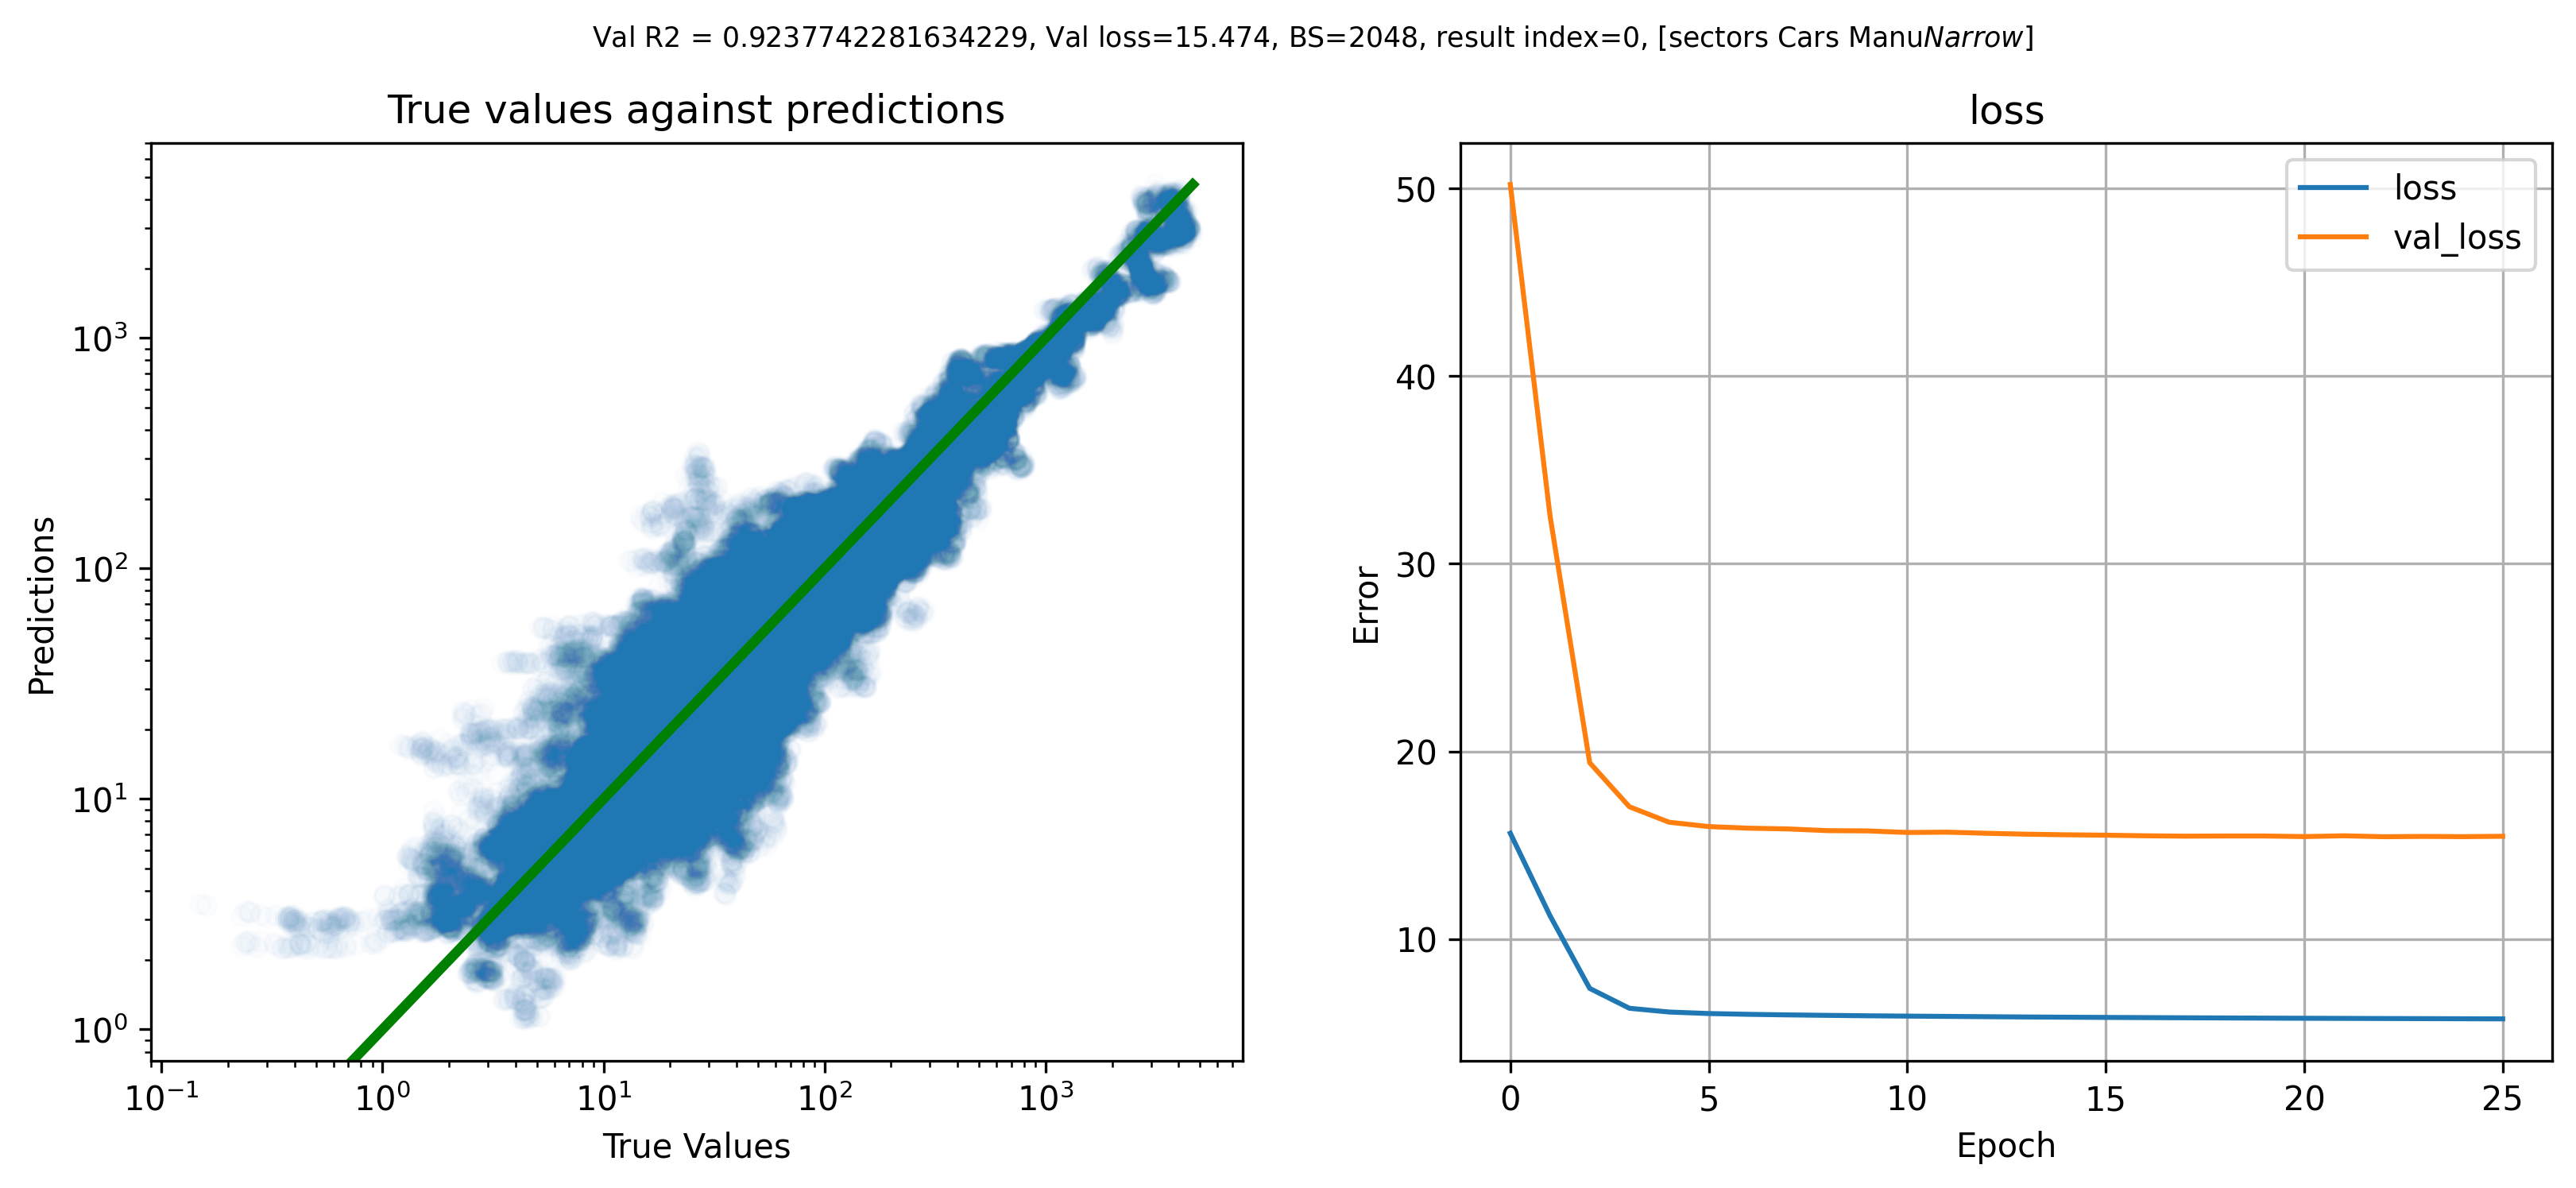 Val R2 = 0.9237742281634229, Val loss=15.474, BS=2048, result index=0, [sectors Cars ManuNarrow]
True values against predictions
Predictions
10³
10²
10¹
10⁰
10⁻¹ 10⁰ 10¹ 10² 10³
True Values
loss
Error
50
40
30
20
10
loss
val_loss
0 5 10 15 20 25
Epoch